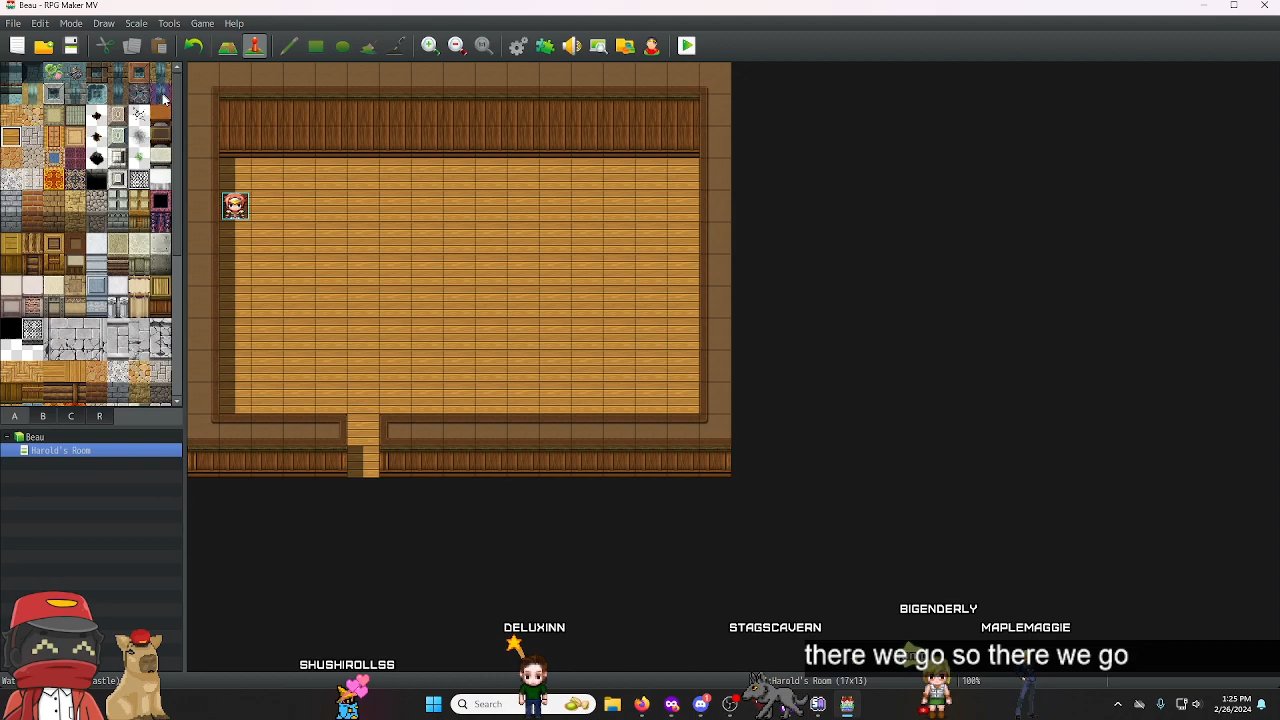 Beau - RPG Maker MV
File Edit Mode Draw Scale Tools Game Help
A B C R
Beau
Harold's Room
BIGENDERLY
DELUXINN
STAGSCAVERN
MAPLEMAGGIE
there we go so there we go
SHUSHIROLLSS
Harold's Room (17x13)
100%
Search
1:25 PM
2/26/2024